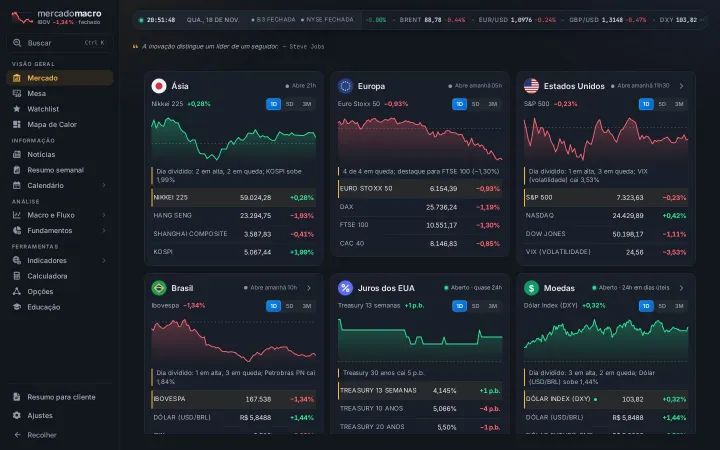 mercadomacro
IBOV −1,34% · fechado
Buscar Ctrl K
VISÃO GERAL
Mercado
Mesa
Watchlist
Mapa de Calor
INFORMAÇÃO
Notícias
Resumo semanal
Calendário
ANÁLISE
Macro e Fluxo
Fundamentos
FERRAMENTAS
Indicadores
Calculadora
Opções
Educação
Resumo para cliente
Ajustes
Recolher
20:51:48 QUA., 18 DE NOV. B3 FECHADA NYSE FECHADA BRENT 88,78 -0.44% EUR/USD 1,0976 -0.24% GBP/USD 1,3148 -0.47% DXY 103,82
A inovação distingue um líder de um seguidor. — Steve Jobs
Ásia Abre 21h
Nikkei 225 +0,28% 1D 5D 3M
Dia dividido: 2 em alta, 2 em queda; KOSPI sobe
1,99%
NIKKEI 225 59.024,28 +0,28%
HANG SENG 23.294,75 −1,93%
SHANGHAI COMPOSITE 3.587,83 −0,41%
KOSPI 5.067,44 +1,99%
Europa Abre amanhã 05h
Euro Stoxx 50 −0,93% 1D 5D 3M
4 de 4 em queda; destaque para FTSE 100 (−1,30%)
EURO STOXX 50 6.154,39 −0,93%
DAX 25.736,24 −1,19%
FTSE 100 10.551,17 −1,30%
CAC 40 8.146,83 −0,85%
Estados Unidos Abre amanhã 11h30
S&P 500 −0,23% 1D 5D 3M
Dia dividido: 1 em alta, 3 em queda; VIX
(volatilidade) cai 3,53%
S&P 500 7.323,63 −0,23%
NASDAQ 24.429,89 +0,42%
DOW JONES 50.198,17 −1,11%
VIX (VOLATILIDADE) 24,56 −3,53%
Brasil Abre amanhã 10h
Ibovespa −1,34% 1D 5D 3M
Dia dividido: 1 em alta, 3 em queda; Petrobras PN cai
1,84%
IBOVESPA 167.538 −1,34%
DÓLAR (USD/BRL) R$ 5,8488 +1,44%
Juros dos EUA Aberto · quase 24h
Treasury 13 semanas +1 p.b. 1D 5D 3M
Treasury 30 anos cai 5 p.b.
TREASURY 13 SEMANAS 4,145% +1 p.b.
TREASURY 10 ANOS 5,066% −4 p.b.
TREASURY 20 ANOS 5,50% −1 p.b.
Moedas Aberto · 24h em dias úteis
Dólar Index (DXY) +0,32% 1D 5D 3M
Dia dividido: 3 em alta, 2 em queda; Dólar
(USD/BRL) sobe 1,44%
DÓLAR INDEX (DXY) 103,82 +0,32%
DÓLAR (USD/BRL) R$ 5,8488 +1,44%